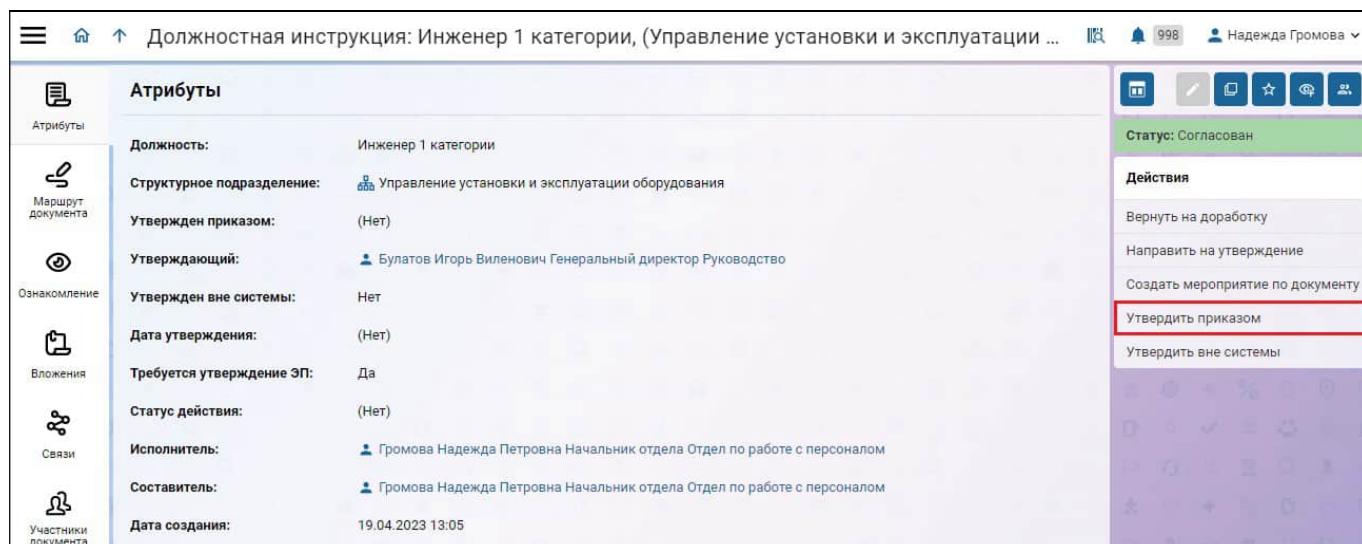 Должностная инструкция: Инженер 1 категории, (Управление установки и эксплуатации ...
998
Надежда Громова
Атрибуты
Маршрут
документа
Ознакомление
Вложения
Связи
Участники
документа
Атрибуты
Должность: Инженер 1 категории
Структурное подразделение: Управление установки и эксплуатации оборудования
Утвержден приказом: (Нет)
Утверждающий: Булатов Игорь Виленович Генеральный директор Руководство
Утвержден вне системы: Нет
Дата утверждения: (Нет)
Требуется утверждение ЭП: Да
Статус действия: (Нет)
Исполнитель: Громова Надежда Петровна Начальник отдела Отдел по работе с персоналом
Составитель: Громова Надежда Петровна Начальник отдела Отдел по работе с персоналом
Дата создания: 19.04.2023 13:05
Статус: Согласован
Действия
Вернуть на доработку
Направить на утверждение
Создать мероприятие по документу
Утвердить приказом
Утвердить вне системы